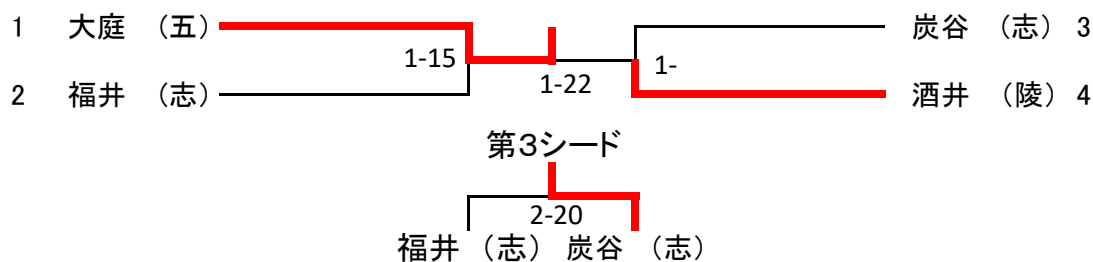 1 大庭 （五） 炭谷 （志） 3
1-15 1-
1-22
2 福井 （志） 酒井 （陵） 4
第３シード
2-20
福井 （志） 炭谷 （志）